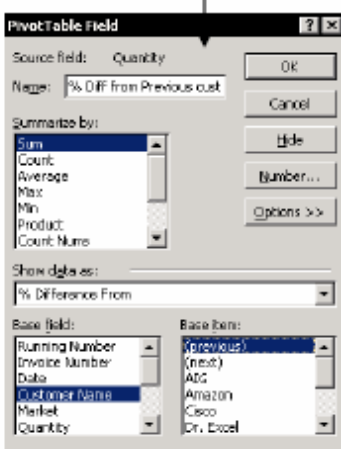 PivotTable Field
Source field: Quantity
Name: % Diff from Previous cust
OK
Cancel
Summarize by:
Hide
Sum
Count
Average
Max
Min
Product
Count Nums
Number...
Options >>
Show data as:
% Difference From
Base field:
Running Number
Invoice Number
Date
Customer Name
Market
Quantity
Base item:
(previous)
(next)
AIG
Amazon
Cisco
Dr. Excel